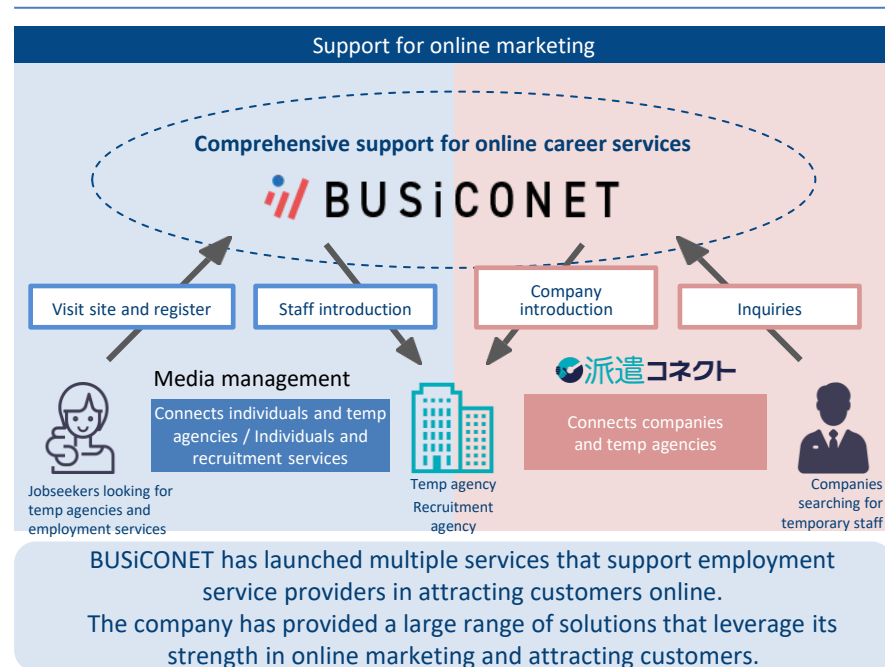 Support for online marketing
Comprehensive support for online career services
BUSiCONET
Visit site and register
Staff introduction
Company
introduction
Inquiries
Media management
Connects individuals and temp
agencies / Individuals and
recruitment services
派遣コネクト
Connects companies
and temp agencies
Jobseekers looking for
temp agencies and
employment services
Temp agency
Recruitment
agency
Companies
searching for
temporary staff
BUSiCONET has launched multiple services that support employment
service providers in attracting customers online.
The company has provided a large range of solutions that leverage its
strength in online marketing and attracting customers.